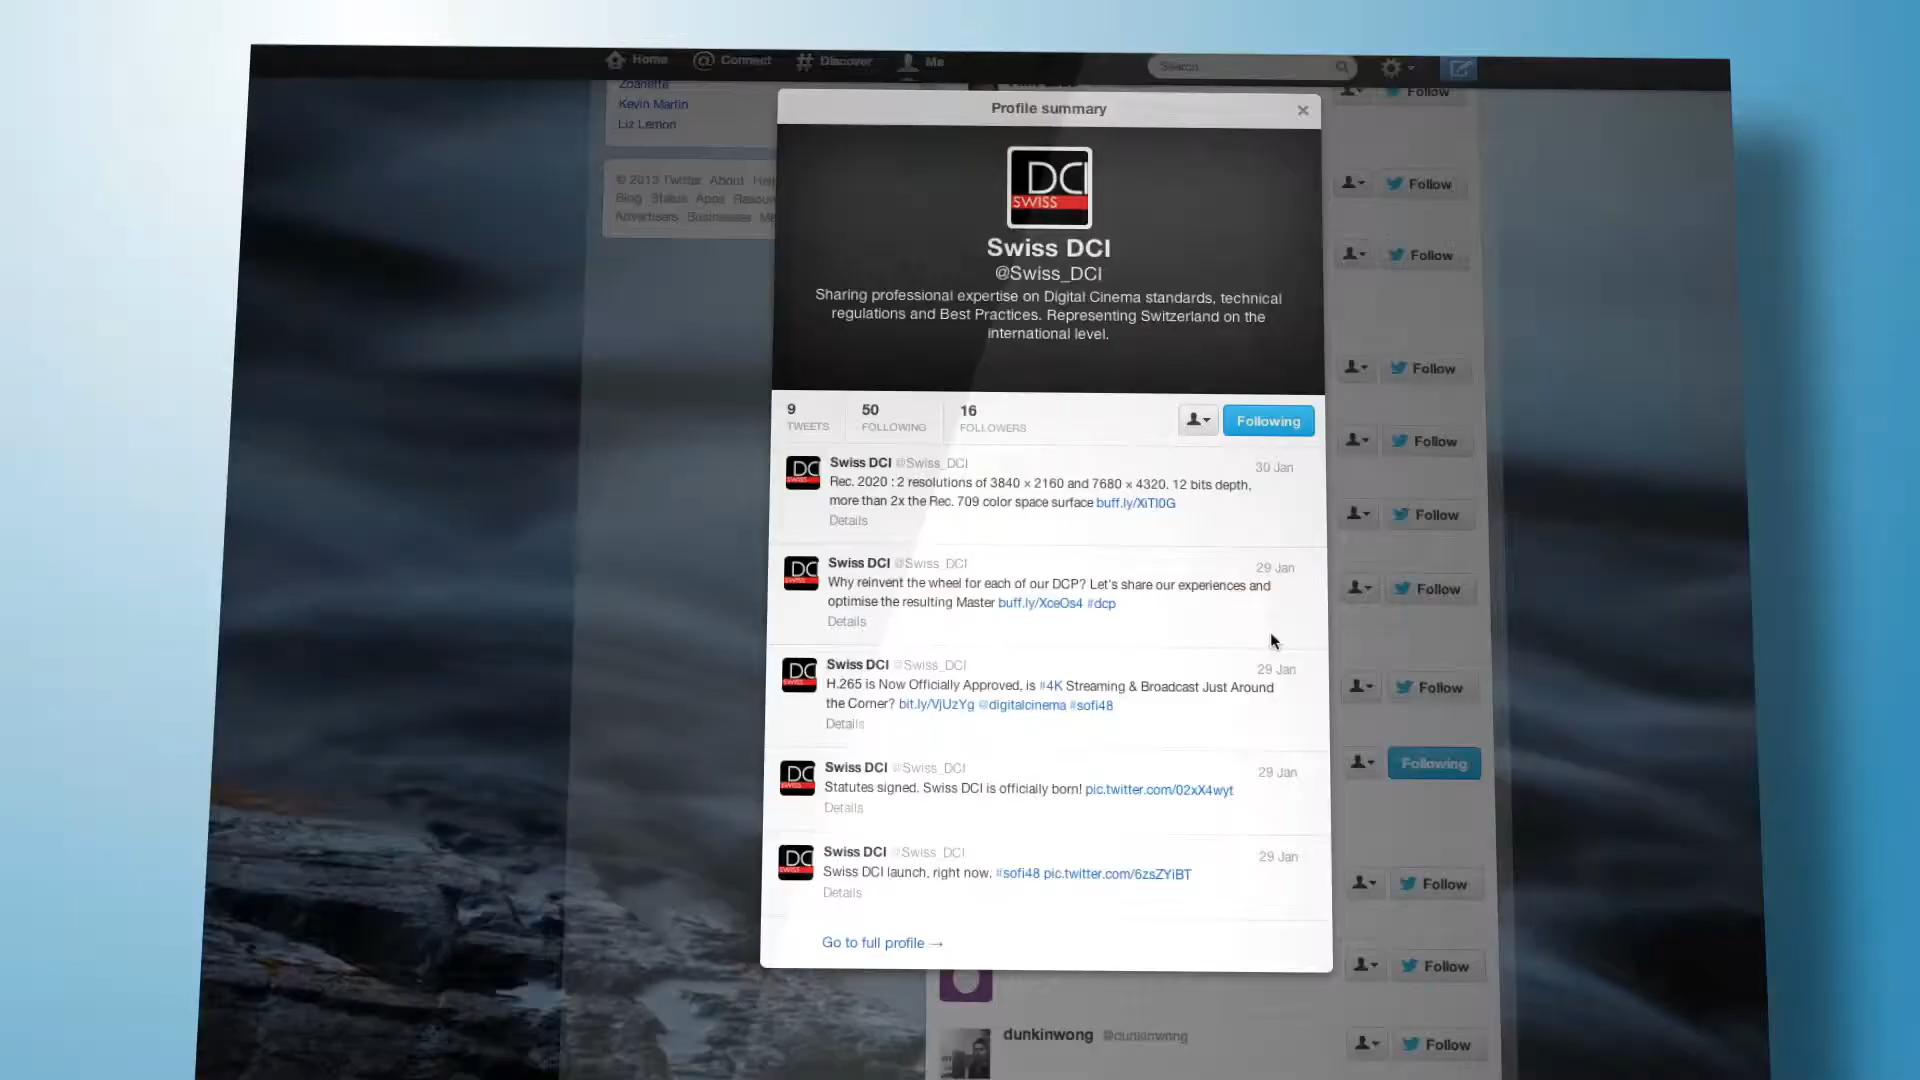 Home Connect Discover Me Search
Zoanette
Kevin Martin
Liz Lemon
© 2013 Twitter About
Blog Status Apps
Advertisers Businesses
Profile summary
DCI
SWISS
Swiss DCI
@Swiss_DCI
Sharing professional expertise on Digital Cinema standards, technical
regulations and Best Practices. Representing Switzerland on the
international level.
9 50 16
TWEETS FOLLOWING FOLLOWERS
Following
Swiss DCI @Swiss_DCI 30 Jan
Rec. 2020 : 2 resolutions of 3840 × 2160 and 7680 × 4320. 12 bits depth,
more than 2x the Rec. 709 color space surface buff.ly/XiTI0G
Details
Swiss DCI @Swiss_DCI 29 Jan
Why reinvent the wheel for each of our DCP? Let's share our experiences and
optimise the resulting Master buff.ly/XceOs4 #dcp
Details
Swiss DCI @Swiss_DCI 29 Jan
H.265 is Now Officially Approved, is #4K Streaming & Broadcast Just Around
the Corner? bit.ly/VjUzYg @digitalcinema #sofi48
Details
Swiss DCI @Swiss_DCI 29 Jan
Statutes signed. Swiss DCI is officially born! pic.twitter.com/02xX4wyt
Details
Swiss DCI @Swiss_DCI 29 Jan
Swiss DCI launch, right now. #sofi48 pic.twitter.com/6zsZYiBT
Details
Go to full profile →
Follow
Follow
Follow
Follow
Follow
Follow
Follow
Follow
Following
Follow
Follow
dunkinwong @dunkinwong
Follow